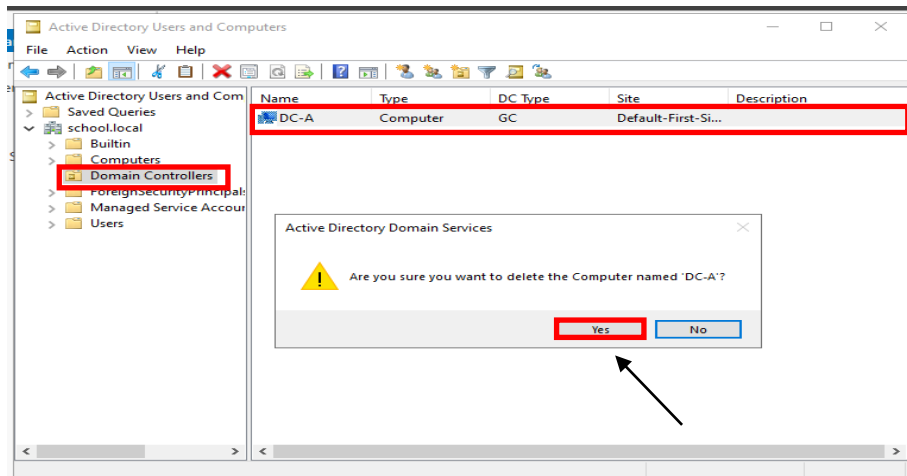 Active Directory Users and Computers
File Action View Help
Active Directory Users and Com
Name Type DC Type Site Description
Saved Queries
DC-A Computer GC Default-First-Si...
school.local
Builtin
Computers
Domain Controllers
ForeignSecurityPrincipal:
Managed Service Accour
Users
Active Directory Domain Services
Are you sure you want to delete the Computer named 'DC-A'?
Yes No